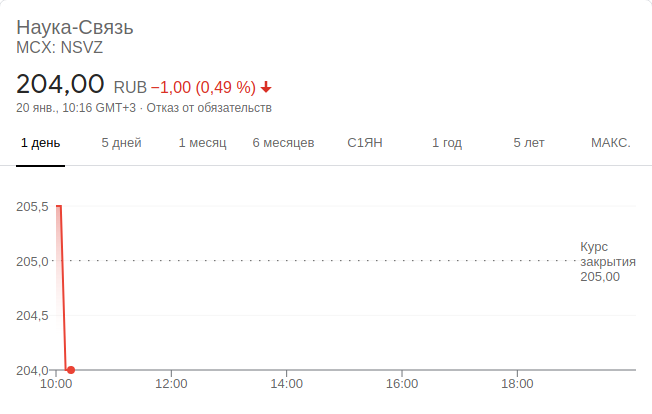 Наука-Связь
MCX: NSVZ
204,00 RUB −1,00 (0,49 %)
20 янв., 10:16 GMT+3 · Отказ от обязательств
1 день 5 дней 1 месяц 6 месяцев С1ЯН 1 год 5 лет МАКС.
205,5
205,0
204,5
204,0
Курс
закрытия
205,00
10:00 12:00 14:00 16:00 18:00